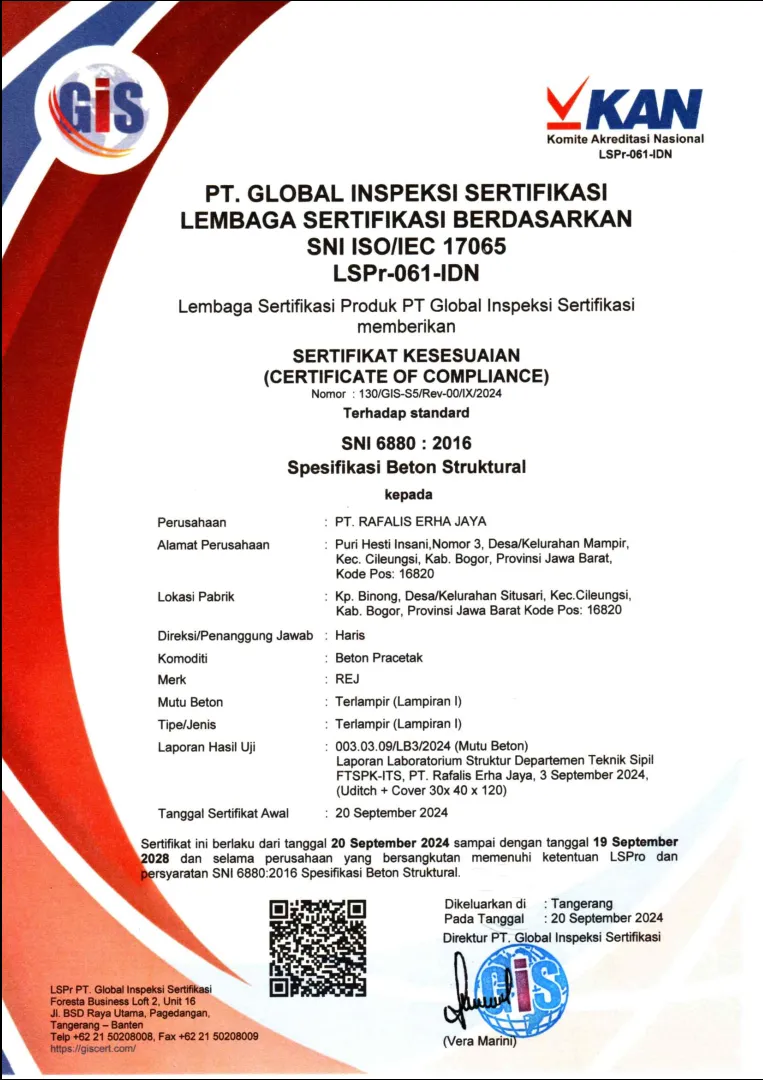 GiS
KAN
Komite Akreditasi Nasional
LSPr-061-IDN
PT. GLOBAL INSPEKSI SERTIFIKASI
LEMBAGA SERTIFIKASI BERDASARKAN
SNI ISO/IEC 17065
LSPr-061-IDN
Lembaga Sertifikasi Produk PT Global Inspeksi Sertifikasi
memberikan
SERTIFIKAT KESESUAIAN
(CERTIFICATE OF COMPLIANCE)
Nomor : 130/GIS-S5/Rev-00/IX/2024
Terhadap standard
SNI 6880 : 2016
Spesifikasi Beton Struktural
kepada
Perusahaan : PT. RAFALIS ERHA JAYA
Alamat Perusahaan : Puri Hesti Insani,Nomor 3, Desa/Kelurahan Mampir,
Kec. Cileungsi, Kab. Bogor, Provinsi Jawa Barat,
Kode Pos: 16820
Lokasi Pabrik : Kp. Binong, Desa/Kelurahan Situsari, Kec.Cileungsi,
Kab. Bogor, Provinsi Jawa Barat Kode Pos: 16820
Direksi/Penanggung Jawab : Haris
Komoditi : Beton Pracetak
Merk : REJ
Mutu Beton : Terlampir (Lampiran I)
Tipe/Jenis : Terlampir (Lampiran I)
Laporan Hasil Uji : 003.03.09/LB3/2024 (Mutu Beton)
Laporan Laboratorium Struktur Departemen Teknik Sipil
FTSPK-ITS, PT. Rafalis Erha Jaya, 3 September 2024,
(Uditch + Cover 30x 40 x 120)
Tanggal Sertifikat Awal : 20 September 2024
Sertifikat ini berlaku dari tanggal 20 September 2024 sampai dengan tanggal 19 September
2028 dan selama perusahaan yang bersangkutan memenuhi ketentuan LSPro dan
persyaratan SNI 6880:2016 Spesifikasi Beton Struktural.
Dikeluarkan di : Tangerang
Pada Tanggal : 20 September 2024
Direktur PT. Global Inspeksi Sertifikasi
GiS
(Vera Marini)
LSPr PT. Global Inspeksi Sertifikasi
Foresta Business Loft 2, Unit 16
Jl. BSD Raya Utama, Pagedangan,
Tangerang – Banten
Telp +62 21 50208008, Fax +62 21 50208009
https://giscert.com/